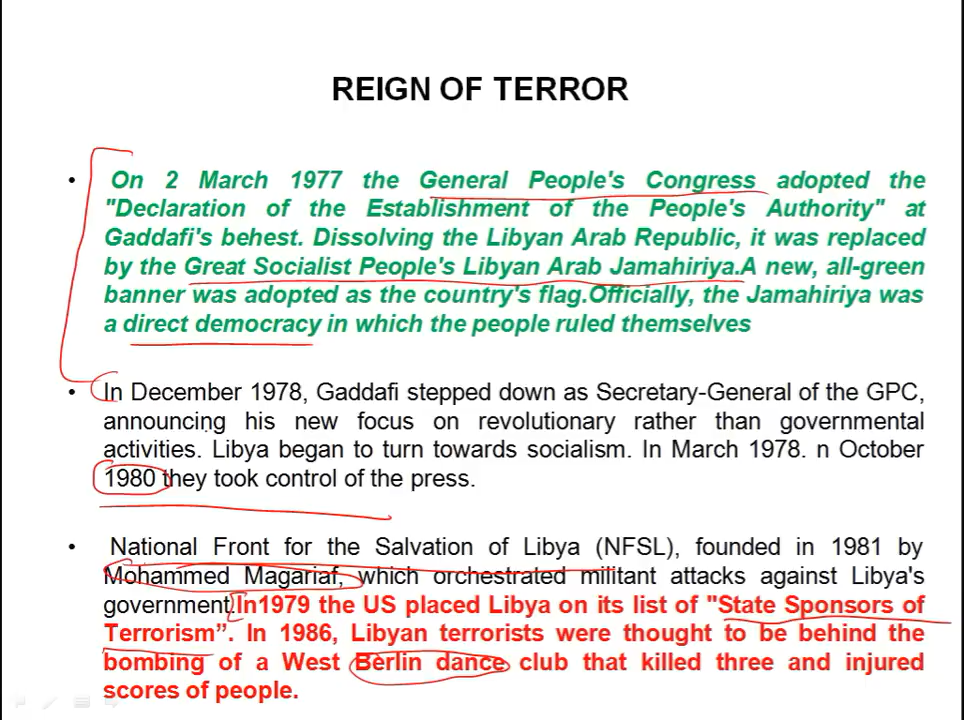 REIGN OF TERROR
• On 2 March 1977 the General People's Congress adopted the
"Declaration of the Establishment of the People's Authority" at
Gaddafi's behest. Dissolving the Libyan Arab Republic, it was replaced
by the Great Socialist People's Libyan Arab Jamahiriya.A new, all-green
banner was adopted as the country's flag.Officially, the Jamahiriya was
a direct democracy in which the people ruled themselves
• In December 1978, Gaddafi stepped down as Secretary-General of the GPC,
announcing his new focus on revolutionary rather than governmental
activities. Libya began to turn towards socialism. In March 1978. n October
1980 they took control of the press.
• National Front for the Salvation of Libya (NFSL), founded in 1981 by
Mohammed Magariaf, which orchestrated militant attacks against Libya's
government.In1979 the US placed Libya on its list of "State Sponsors of
Terrorism”. In 1986, Libyan terrorists were thought to be behind the
bombing of a West Berlin dance club that killed three and injured
scores of people.